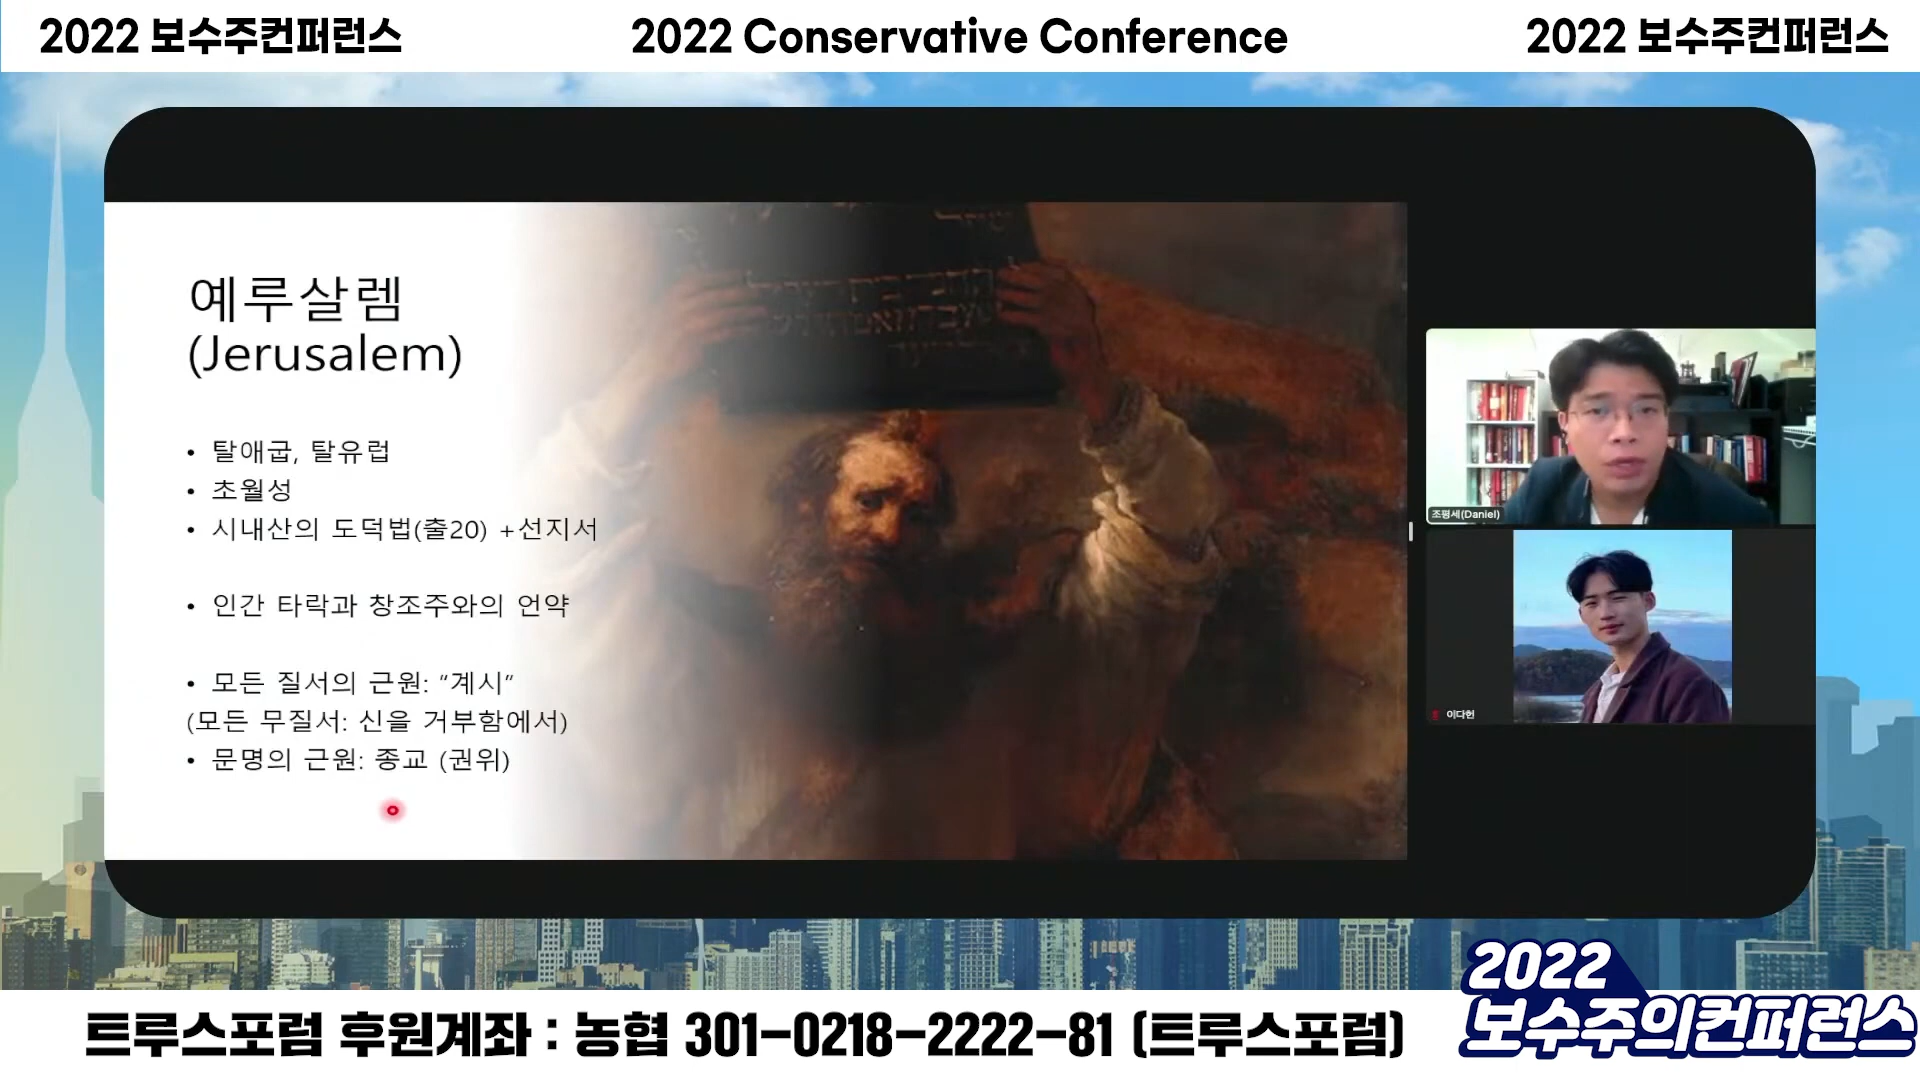 2022 보수주컨퍼런스
2022 Conservative Conference
2022 보수주컨퍼런스
예루살렘
(Jerusalem)
• 탈애굽, 탈유럽
• 초월성
• 시내산의 도덕법(출20) +선지서
• 인간 타락과 창조주와의 언약
• 모든 질서의 근원: “계시”
(모든 무질서: 신을 거부함에서)
• 문명의 근원: 종교 (권위)
조평세(Daniel)
이다헌
2022
보수주의컨퍼런스
트루스포럼 후원계좌 : 농협 301-0218-2222-81 (트루스포럼)